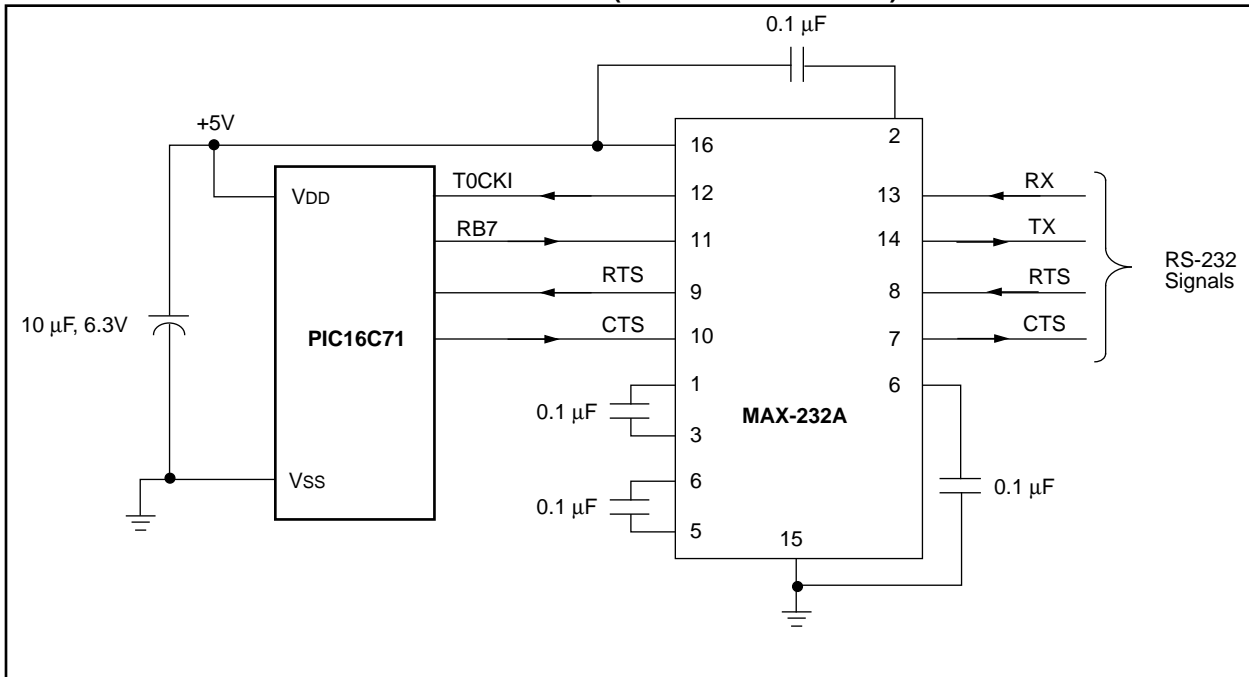 0.1 µF
+5V
16
2
VDD
T0CKI
12
13
RX
RB7
11
14
TX
RS-232
Signals
RTS
9
8
RTS
10 µF, 6.3V
PIC16C71
CTS
10
7
CTS
1
6
0.1 µF
MAX-232A
3
VSS
6
0.1 µF
0.1 µF
5
15